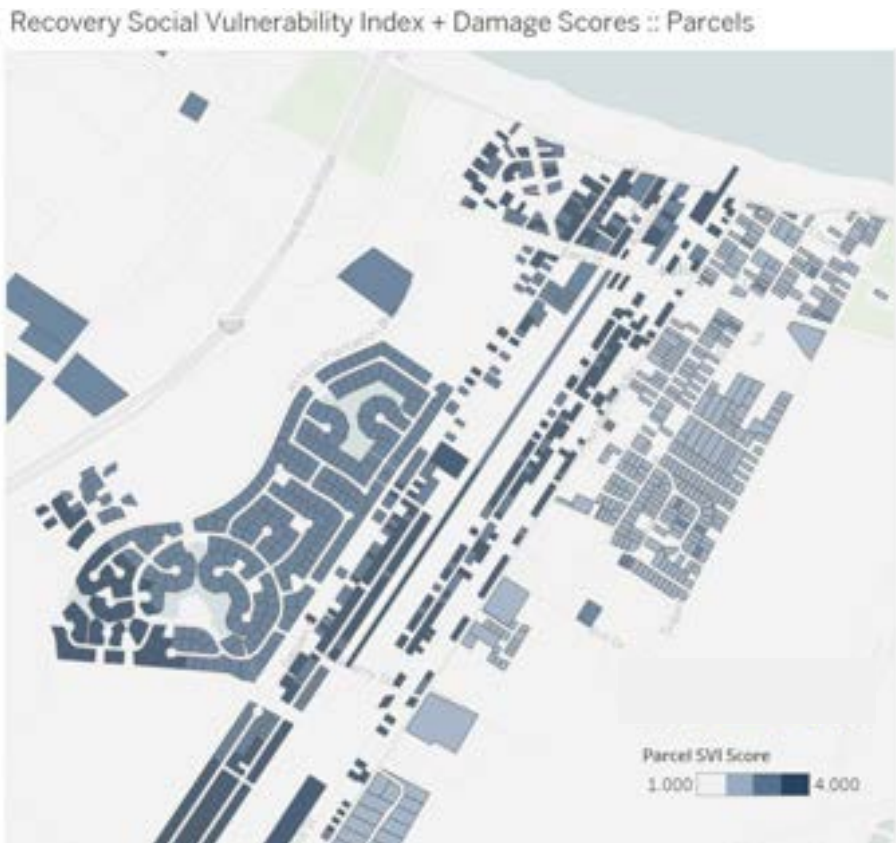 Recovery Social Vulnerability Index + Damage Scores :: Parcels
Parcel SVI Score
1.000
4.000